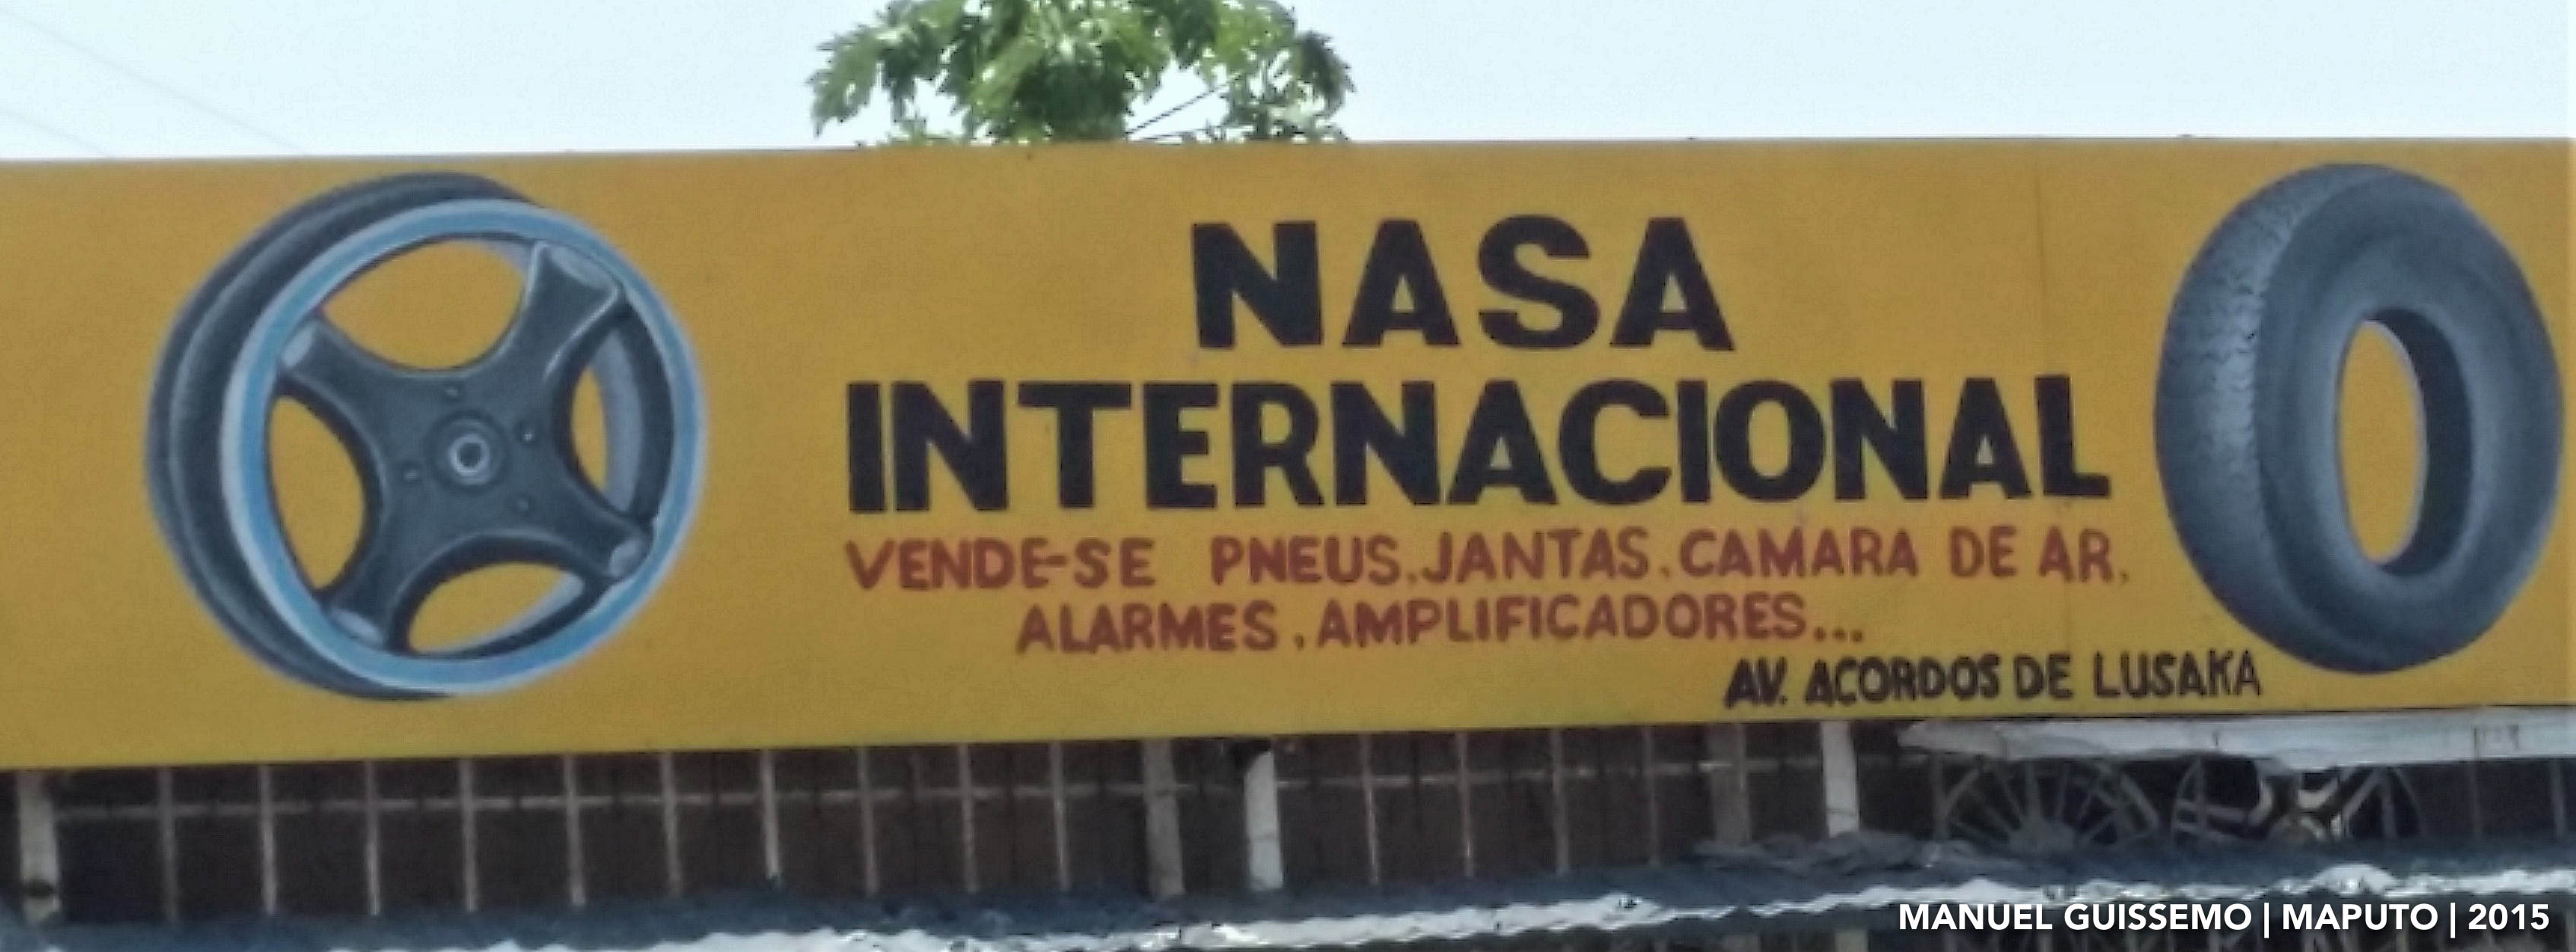 NASA
INTERNACIONAL
VENDE-SE PNEUS, JANTAS, CAMARA DE AR,
ALARMES, AMPLIFICADORES...
AV. ACORDOS DE LUSAKA
MANUEL GUISSEMO | MAPUTO | 2015